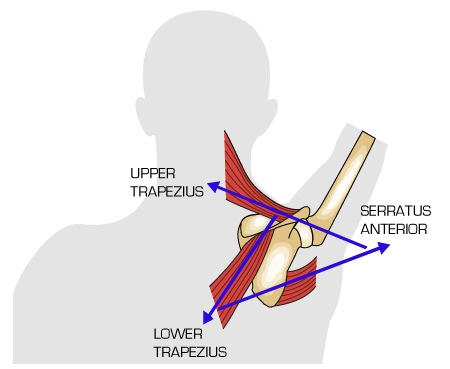 UPPER
TRAPEZIUS
SERRATUS
ANTERIOR
LOWER
TRAPEZIUS